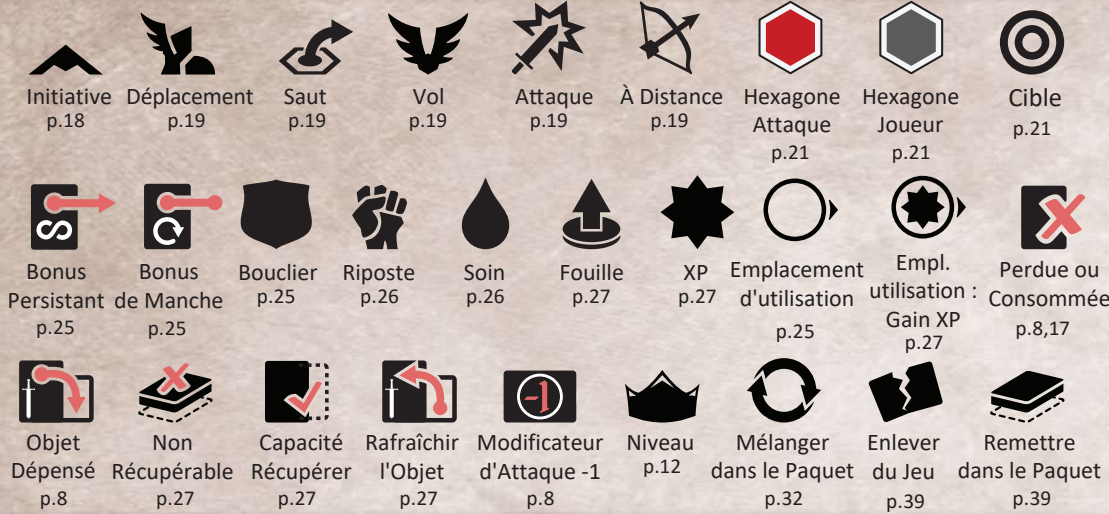 Initiative
p.18
Déplacement
p.19
Saut
p.19
Vol
p.19
Attaque
p.19
À Distance
p.19
Hexagone
Attaque
p.21
Hexagone
Joueur
p.21
Cible
p.21
Bonus
Persistant
p.25
Bonus
de Manche
p.25
Bouclier
p.25
Riposte
p.26
Soin
p.26
Fouille
p.27
XP
p.27
Emplacement
d'utilisation
p.25
Empl.
utilisation :
Gain XP
p.27
Perdue ou
Consommée
p.8,17
Objet
Dépensé
p.8
Non
Récupérable
p.27
Capacité
Récupérer
p.27
Rafraîchir
l'Objet
p.27
-1
Modificateur
d'Attaque -1
p.8
Niveau
p.12
Mélanger
dans le Paquet
p.32
Enlever
du Jeu
p.39
Remettre
dans le Paquet
p.39